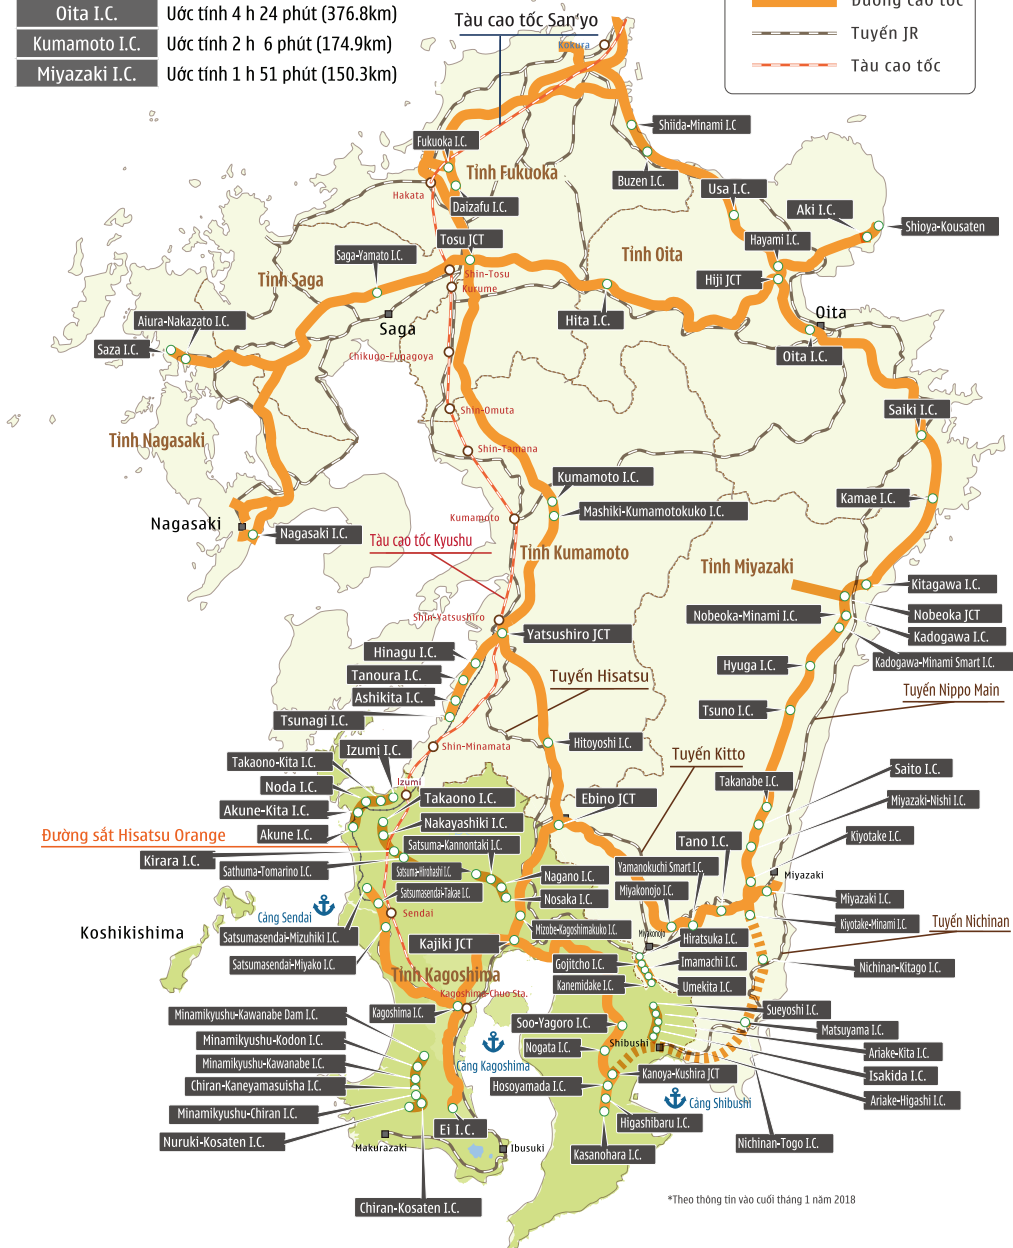 Oita I.C. Uớc tính 4 h 24 phút (376.8km)
Kumamoto I.C. Uớc tính 2 h 6 phút (174.9km)
Miyazaki I.C. Uớc tính 1 h 51 phút (150.3km)
Đường cao tốc
Tuyến JR
Tàu cao tốc
Tàu cao tốc San'yo
Kokura
Shiida-Minami I.C
Fukuoka I.C.
Tỉnh Fukuoka
Buzen I.C.
Usa I.C.
Hakata
Daizafu I.C.
Aki I.C.
Shioya-Kousaten
Tosu JCT
Hayami I.C.
Saga-Yamato I.C.
Tỉnh Oita
Tỉnh Saga
Shin-Tosu
Hiji JCT
Kurume
Oita
Aiura-Nakazato I.C.
Saga
Hita I.C.
Saza I.C.
Chikugo-Funagoya
Oita I.C.
Shin-Omuta
Saiki I.C.
Tỉnh Nagasaki
Shin-Tamana
Kumamoto I.C.
Kamae I.C.
Mashiki-Kumamotokuko I.C.
Kumamoto
Nagasaki
Nagasaki I.C.
Tàu cao tốc Kyushu
Tỉnh Kumamoto
Tỉnh Miyazaki
Kitagawa I.C.
Nobeoka-Minami I.C.
Nobeoka JCT
Shin-Yatsushiro
Yatsushiro JCT
Kadogawa I.C.
Hinagu I.C.
Kadogawa-Minami Smart I.C.
Hyuga I.C.
Tanoura I.C.
Tuyến Hisatsu
Tuyến Nippo Main
Ashikita I.C.
Tsuno I.C.
Tsunagi I.C.
Hitoyoshi I.C.
Izumi I.C.
Shin-Minamata
Tuyến Kitto
Takaono-Kita I.C.
Saito I.C.
Noda I.C.
Izumi
Takanabe I.C.
Takaono I.C.
Ebino JCT
Miyazaki-Nishi I.C.
Akune-Kita I.C.
Nakayashiki I.C.
Akune I.C.
Đường sắt Hisatsu Orange
Satsuma-Kannontaki I.C.
Tano I.C.
Kiyotake I.C.
Kirara I.C.
Sathuma-Tomarino I.C.
Satsuma-Hirohashi I.C.
Nagano I.C.
Yamanokuchi Smart I.C.
Miyazaki
Satsumasendai-Takae I.C.
Nosaka I.C.
Miyakonojo I.C.
Miyazaki I.C.
Cảng Sendai
Sendai
Mizobe-Kagoshimakuko I.C.
Kiyotake-Minami I.C.
Tuyến Nichinan
Koshikishima
Satsumasendai-Mizuhiki I.C.
Miyakonojo
Hiratsuka I.C.
Kajiki JCT
Satsumasendai-Miyako I.C.
Gojitcho I.C.
Imamachi I.C.
Nichinan-Kitago I.C.
Tỉnh Kagoshima
Kanemidake I.C.
Umekita I.C.
Kagoshima-Chuo Sta.
Kagoshima I.C.
Minamikyushu-Kawanabe Dam I.C.
Sueyoshi I.C.
Soo-Yagoro I.C.
Matsuyama I.C.
Minamikyushu-Kodon I.C.
Nogata I.C.
Shibushi
Ariake-Kita I.C.
Minamikyushu-Kawanabe I.C.
Cảng Kagoshima
Kanoya-Kushira JCT
Isakida I.C.
Chiran-Kaneyamasuisha I.C.
Hosoyamada I.C.
Cảng Shibushi
Ariake-Higashi I.C.
Minamikyushu-Chiran I.C.
Ei I.C.
Higashibaru I.C.
Nuruki-Kosaten I.C.
Makurazaki
Ibusuki
Kasanohara I.C.
Nichinan-Togo I.C.
Chiran-Kosaten I.C.
*Theo thông tin vào cuối tháng 1 năm 2018